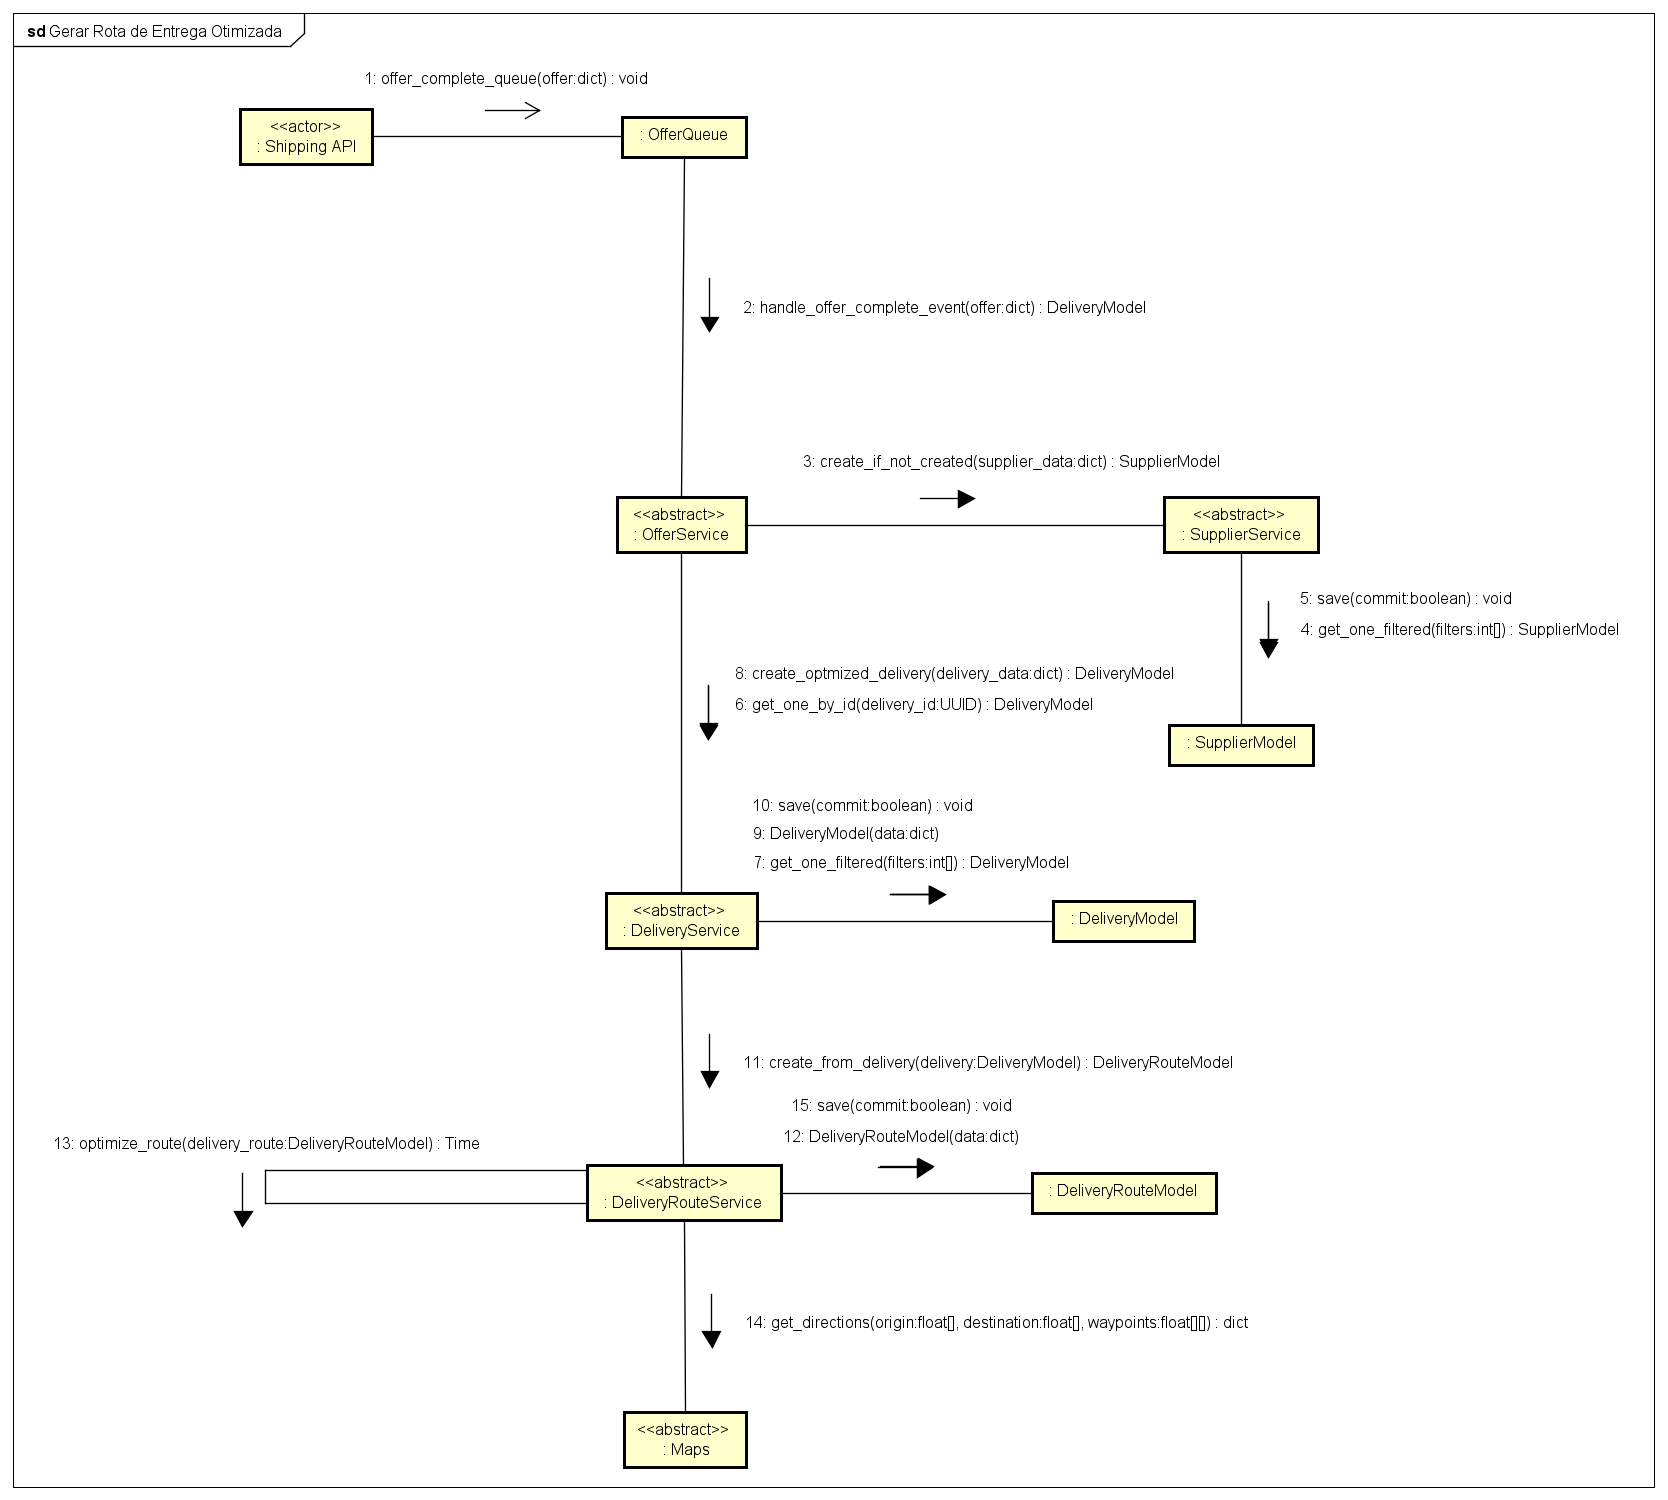 sd Gerar Rota de Entrega Otimizada
1: offer_complete_queue(offer:dict) : void
<<actor>>
: Shipping API
: OfferQueue
2: handle_offer_complete_event(offer:dict) : DeliveryModel
3: create_if_not_created(supplier_data:dict) : SupplierModel
<<abstract>>
: OfferService
<<abstract>>
: SupplierService
5: save(commit:boolean) : void
4: get_one_filtered(filters:int[]) : SupplierModel
8: create_optmized_delivery(delivery_data:dict) : DeliveryModel
6: get_one_by_id(delivery_id:UUID) : DeliveryModel
: SupplierModel
10: save(commit:boolean) : void
9: DeliveryModel(data:dict)
7: get_one_filtered(filters:int[]) : DeliveryModel
<<abstract>>
: DeliveryService
: DeliveryModel
11: create_from_delivery(delivery:DeliveryModel) : DeliveryRouteModel
15: save(commit:boolean) : void
12: DeliveryRouteModel(data:dict)
13: optimize_route(delivery_route:DeliveryRouteModel) : Time
<<abstract>>
: DeliveryRouteService
: DeliveryRouteModel
14: get_directions(origin:float[], destination:float[], waypoints:float[][]) : dict
<<abstract>>
: Maps